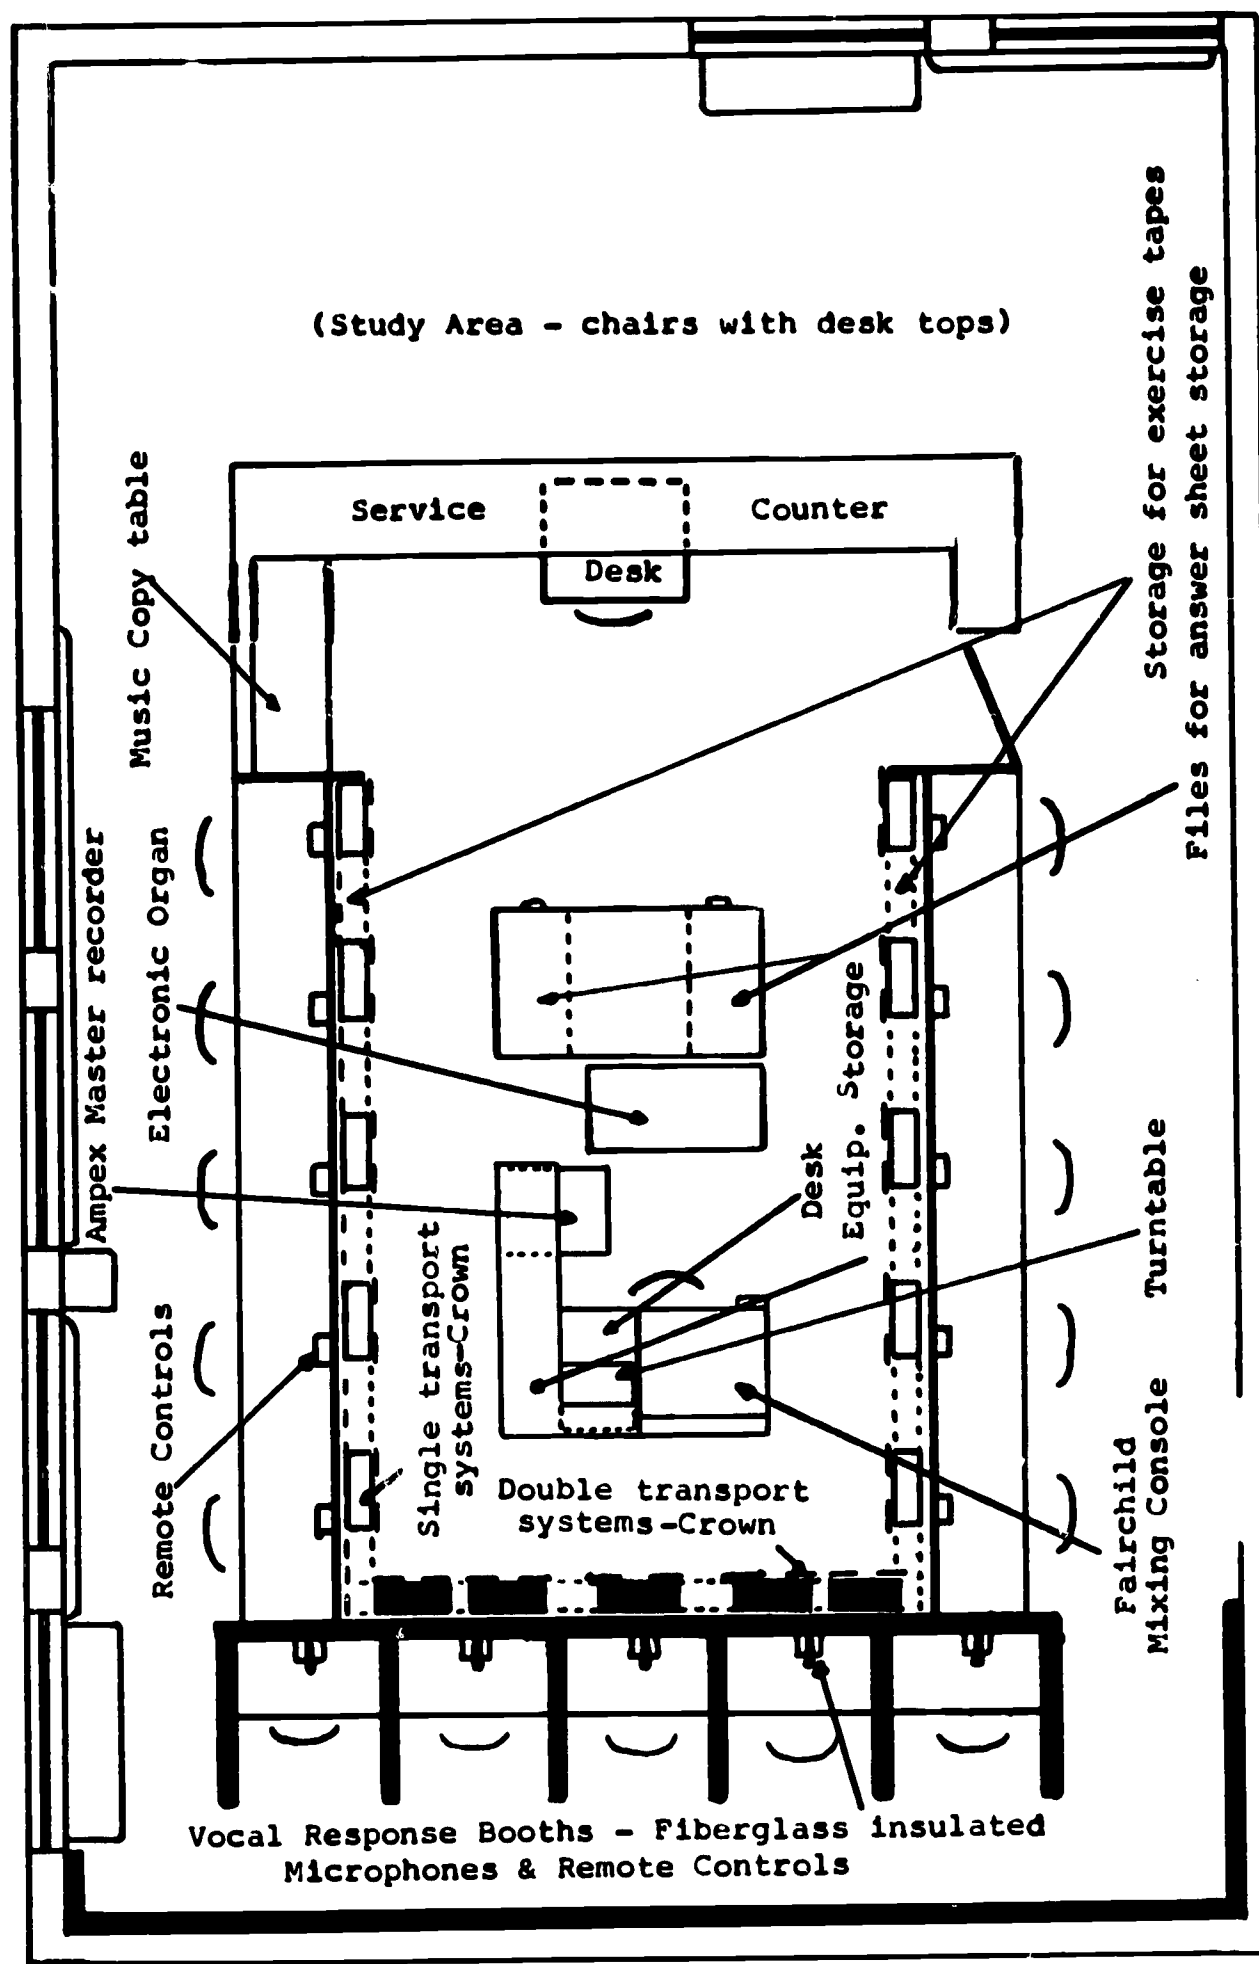 (Study Area - chairs with desk tops)
Storage for exercise tapes
Files for answer sheet storage
Service Counter
Desk
Music Copy table
Ampex Master recorder
Electronic Organ
Equip. Storage
Desk
Turntable
Remote Controls
Single transport
systems-Crown
Double transport
systems-Crown
Fairchild
Mixing Console
Vocal Response Booths - Fiberglass insulated
Microphones & Remote Controls